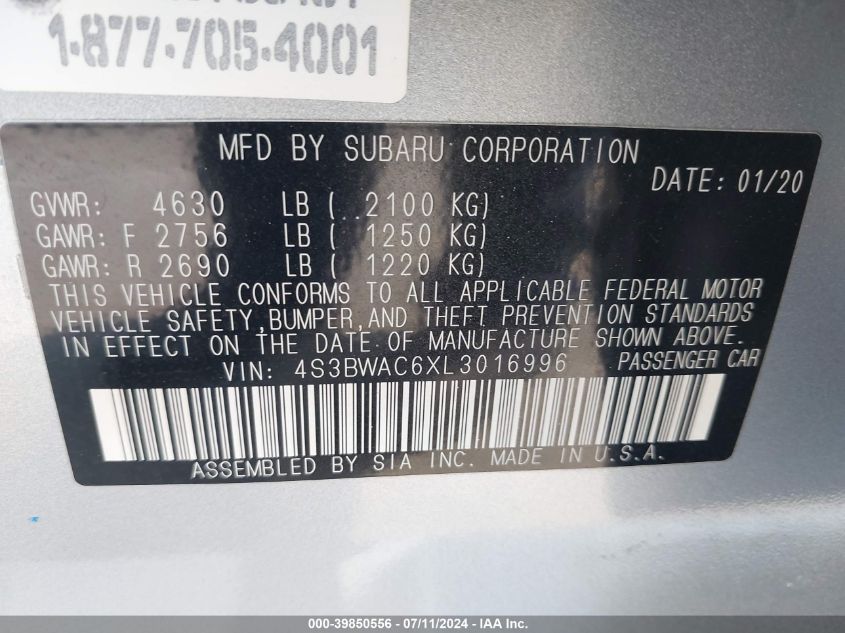 1-877-705-4001
MFD BY SUBARU CORPORATION
DATE: 01/20
GVWR: 4630 LB ( 2100 KG)
GAWR: F 2756 LB ( 1250 KG)
GAWR: R 2690 LB ( 1220 KG)
THIS VEHICLE CONFORMS TO ALL APPLICABLE FEDERAL MOTOR
VEHICLE SAFETY, BUMPER, AND THEFT PREVENTION STANDARDS
IN EFFECT ON THE DATE OF MANUFACTURE SHOWN ABOVE.
VIN: 4S3BWAC6XL3016996 PASSENGER CAR
ASSEMBLED BY SIA INC. MADE IN U.S.A.
000-39850556 - 07/11/2024 - IAA Inc.